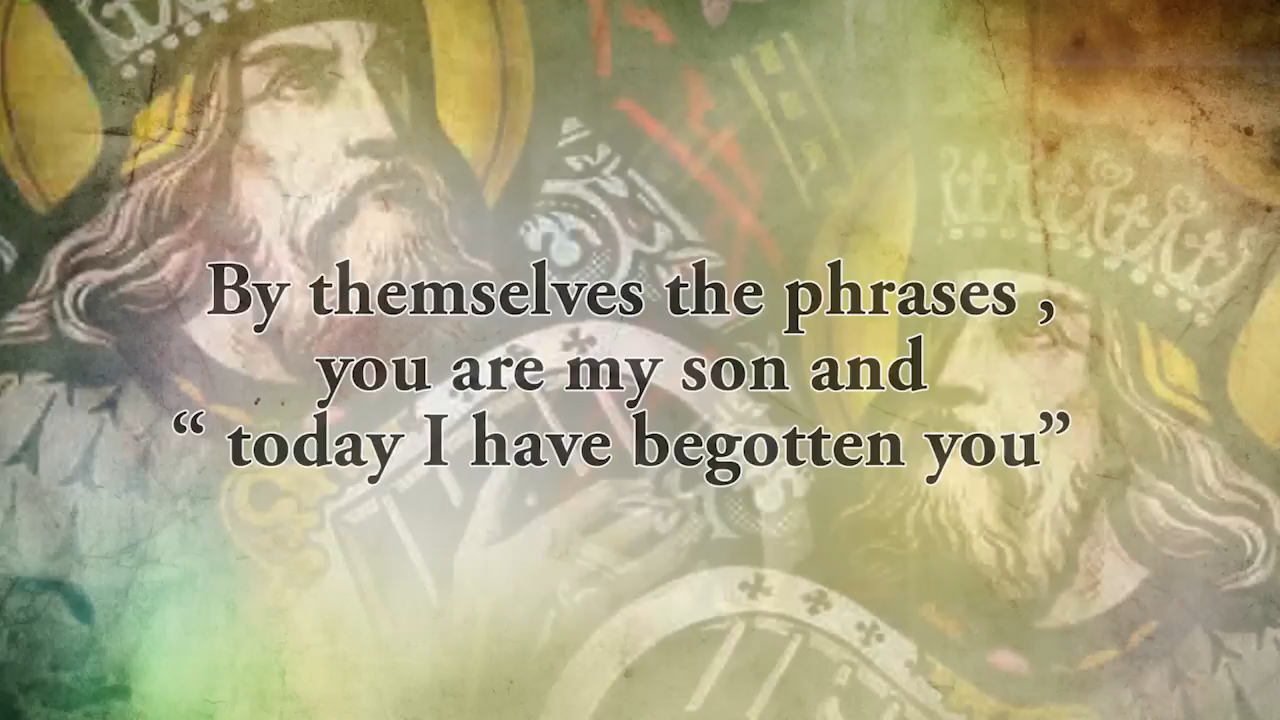 By themselves the phrases ,
you are my son and
“ today I have begotten you”